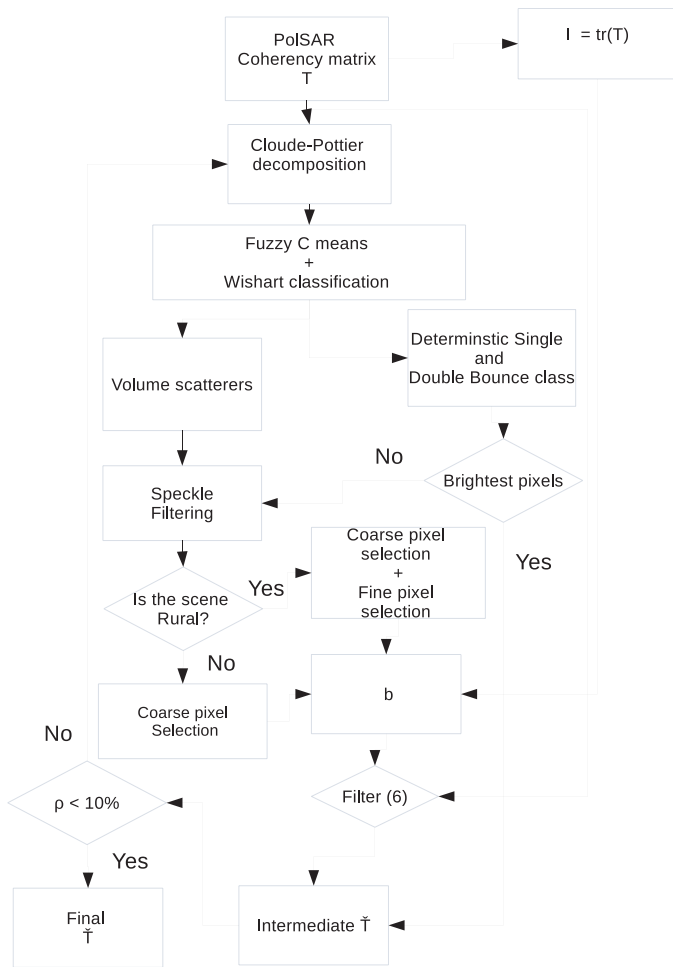 PolSAR
Coherency matrix
T
I = tr(T)
Cloude-Pottier
decomposition
Fuzzy C means
+
Wishart classification
Determinstic Single
and
Double Bounce class
Volume scatterers
No
Brightest pixels
Speckle
Filtering
Coarse pixel
selection
+
Fine pixel
selection
Yes
Yes
Is the scene
Rural?
No
b
Coarse pixel
Selection
No
ρ < 10%
Filter (6)
Yes
Final
Ť
Intermediate Ť